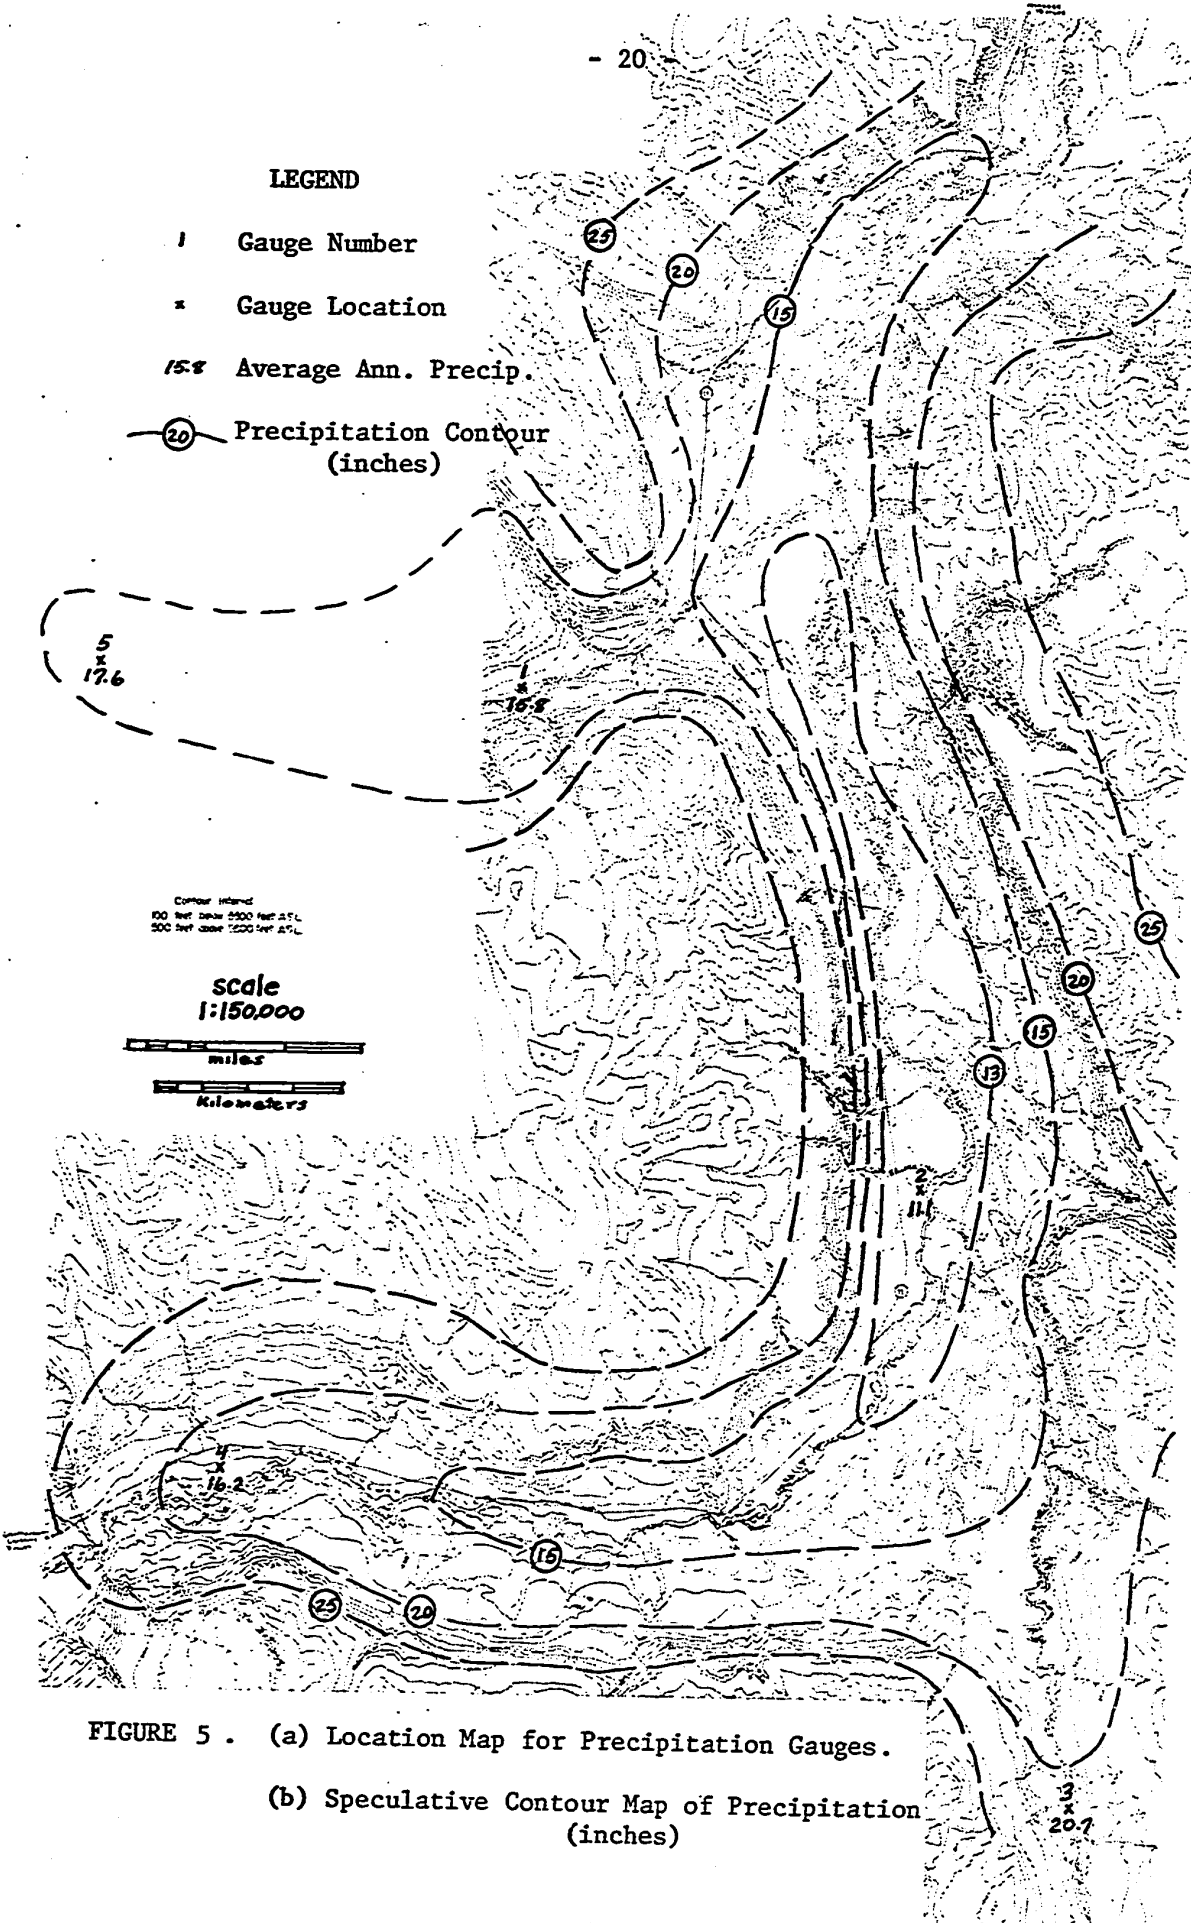 - 20 -
LEGEND
1 Gauge Number
x Gauge Location
15.8 Average Ann. Precip.
20 Precipitation Contour
(inches)
25
20
15
5
x
17.6
1
x
15.8
Contour Interval
scale
1:150,000
miles
Kilometers
25
20
15
13
2
x
11.1
4
x
16.2
15
25
20
3
x
20.7
FIGURE 5 . (a) Location Map for Precipitation Gauges.
(b) Speculative Contour Map of Precipitation
(inches)